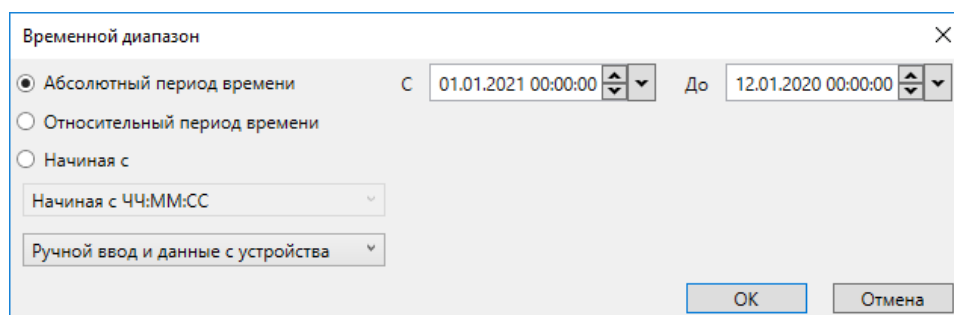 Временной диапазон
Абсолютный период времени С 01.01.2021 00:00:00 До 12.01.2020 00:00:00
Относительный период времени
Начиная с
Начиная с ЧЧ:ММ:СС
Ручной ввод и данные с устройства
ОК Отмена